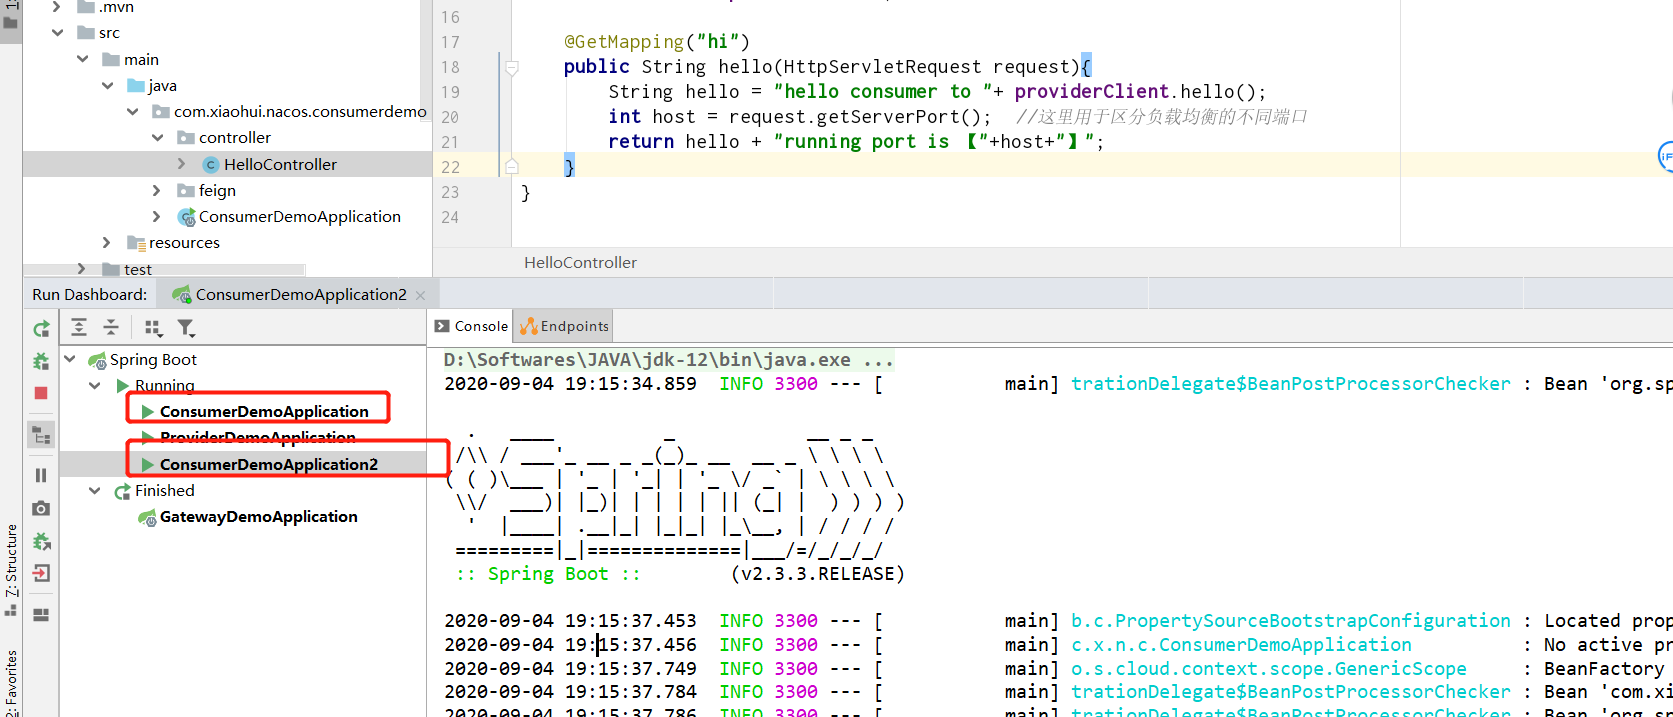 .mvn
src
main
java
com.xiaohui.nacos.consumerdemo
controller
HelloController
feign
ConsumerDemoApplication
resources
test
16
17 @GetMapping("hi")
18 public String hello(HttpServletRequest request){
19 String hello = "hello consumer to "+ providerClient.hello();
20 int host = request.getServerPort(); //这里用于区分负载均衡的不同端口
21 return hello + "running port is 【"+host+"】";
22 }
23 }
24
HelloController
Run Dashboard: ConsumerDemoApplication2
Spring Boot
Running
ConsumerDemoApplication
ProviderDemoApplication
ConsumerDemoApplication2
Finished
GatewayDemoApplication
Z: Structure
2: Favorites
Console Endpoints
D:\Softwares\JAVA\jdk-12\bin\java.exe ...
2020-09-04 19:15:34.859 INFO 3300 --- [ main] trationDelegate$BeanPostProcessorChecker : Bean 'org.sp
:: Spring Boot :: (v2.3.3.RELEASE)
2020-09-04 19:15:37.453 INFO 3300 --- [ main] b.c.PropertySourceBootstrapConfiguration : Located prop
2020-09-04 19:15:37.456 INFO 3300 --- [ main] c.x.n.c.ConsumerDemoApplication : No active pr
2020-09-04 19:15:37.749 INFO 3300 --- [ main] o.s.cloud.context.scope.GenericScope : BeanFactory
2020-09-04 19:15:37.784 INFO 3300 --- [ main] trationDelegate$BeanPostProcessorChecker : Bean 'com.xi
2020-09-04 19:15:37.786 INFO 3300 --- [ main] trationDelegate$BeanPostProcessorChecker : Bean 'org.sp